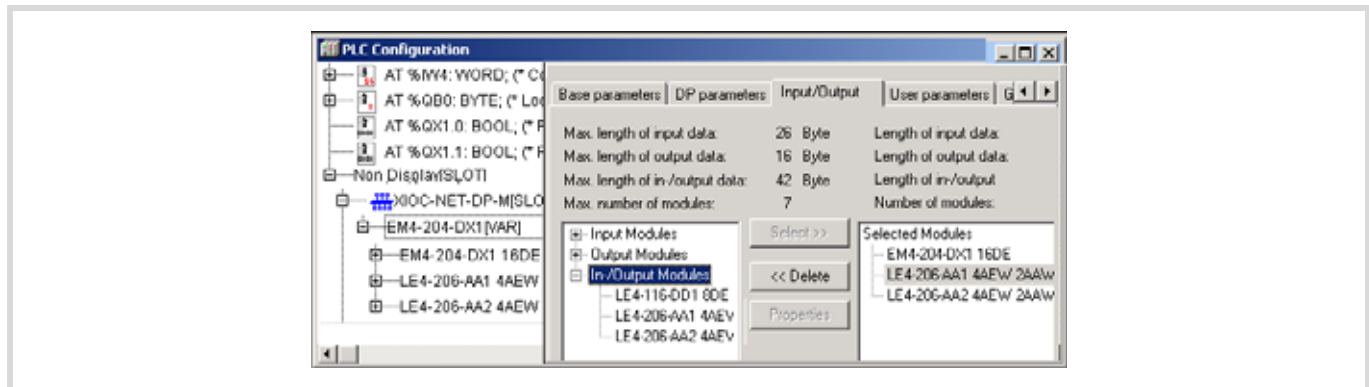 PLC Configuration
AT %IW4: WORD; (* Co
AT %QB0: BYTE; (* Loc
AT %QX1.0: BOOL; (* F
AT %QX1.1: BOOL; (* F
Non Display[SLOT]
XIOC-NET-DP-M[SLO
EM4-204-DX1[VAR]
EM4-204-DX1 16DE
LE4-206-AA1 4AEW
LE4-206-AA2 4AEW
Base parameters DP parameters Input/Output User parameters G
Max. length of input data: 26 Byte Length of input data:
Max. length of output data: 16 Byte Length of output data:
Max. length of in-/output data: 42 Byte Length of in-/output
Max. number of modules: 7 Number of modules:
Input Modules
Output Modules
In-/Output Modules
LE4-116-DD1 8DE
LE4-206-AA1 4AEV
LE4-206-AA2 4AEV
Select >>
<< Delete
Properties
Selected Modules
EM4-204-DX1 16DE
LE4-206-AA1 4AEW 2AAW
LE4-206-AA2 4AEW 2AAW